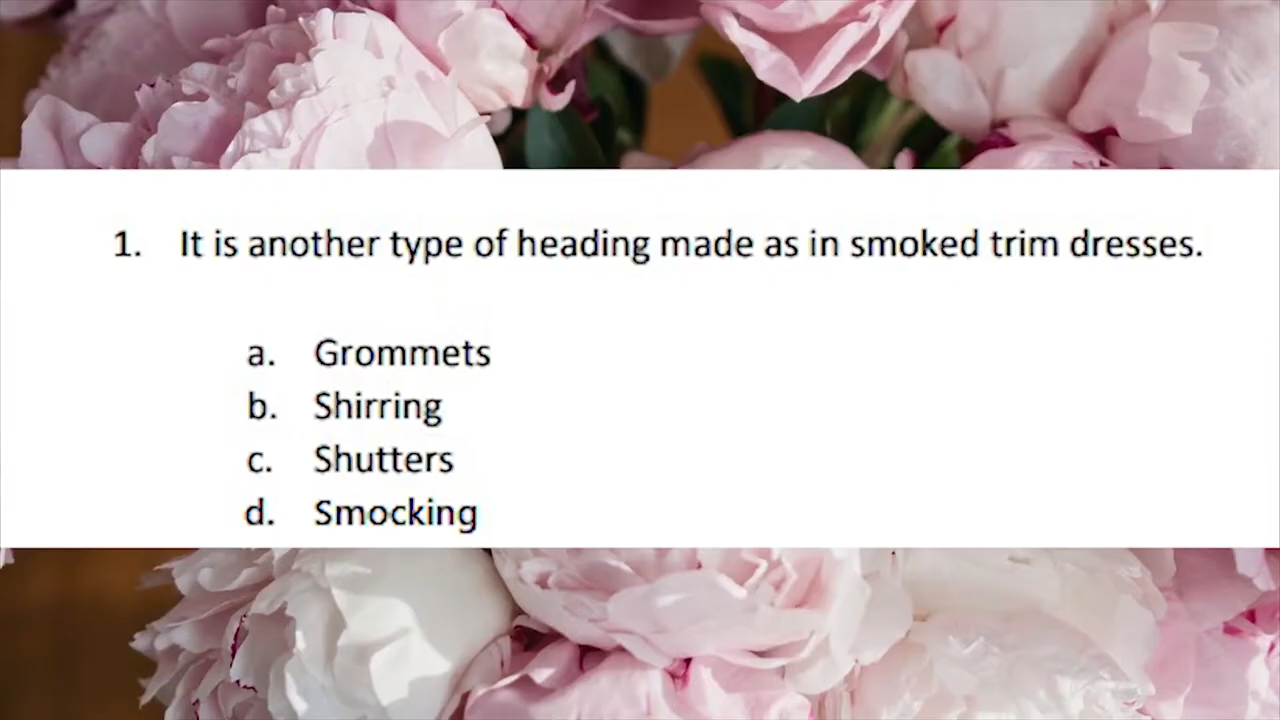 1. It is another type of heading made as in smoked trim dresses.
a. Grommets
b. Shirring
c. Shutters
d. Smocking